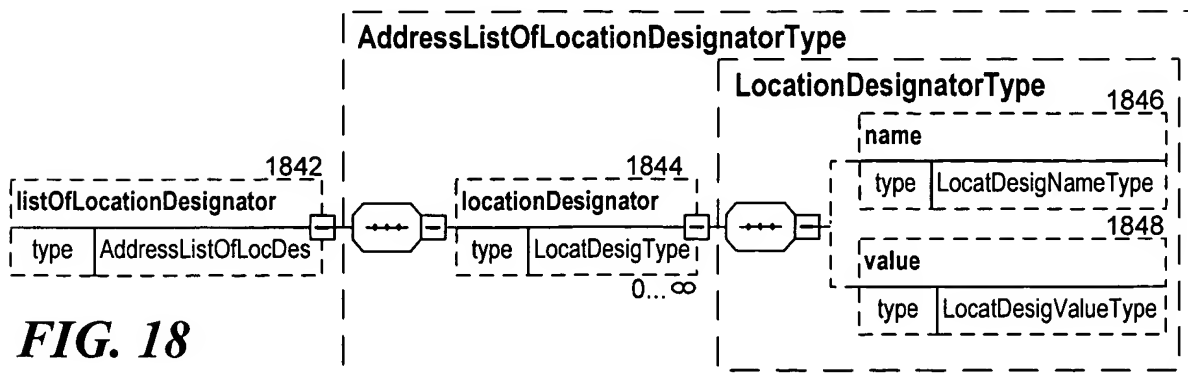 AddressListOfLocationDesignatorType
LocationDesignatorType
1846
name
type LocatDesigNameType
1842
listOfLocationDesignator
type AddressListOfLocDes
1844
locationDesignator
type LocatDesigType
0... ∞
1848
value
type LocatDesigValueType
FIG. 18